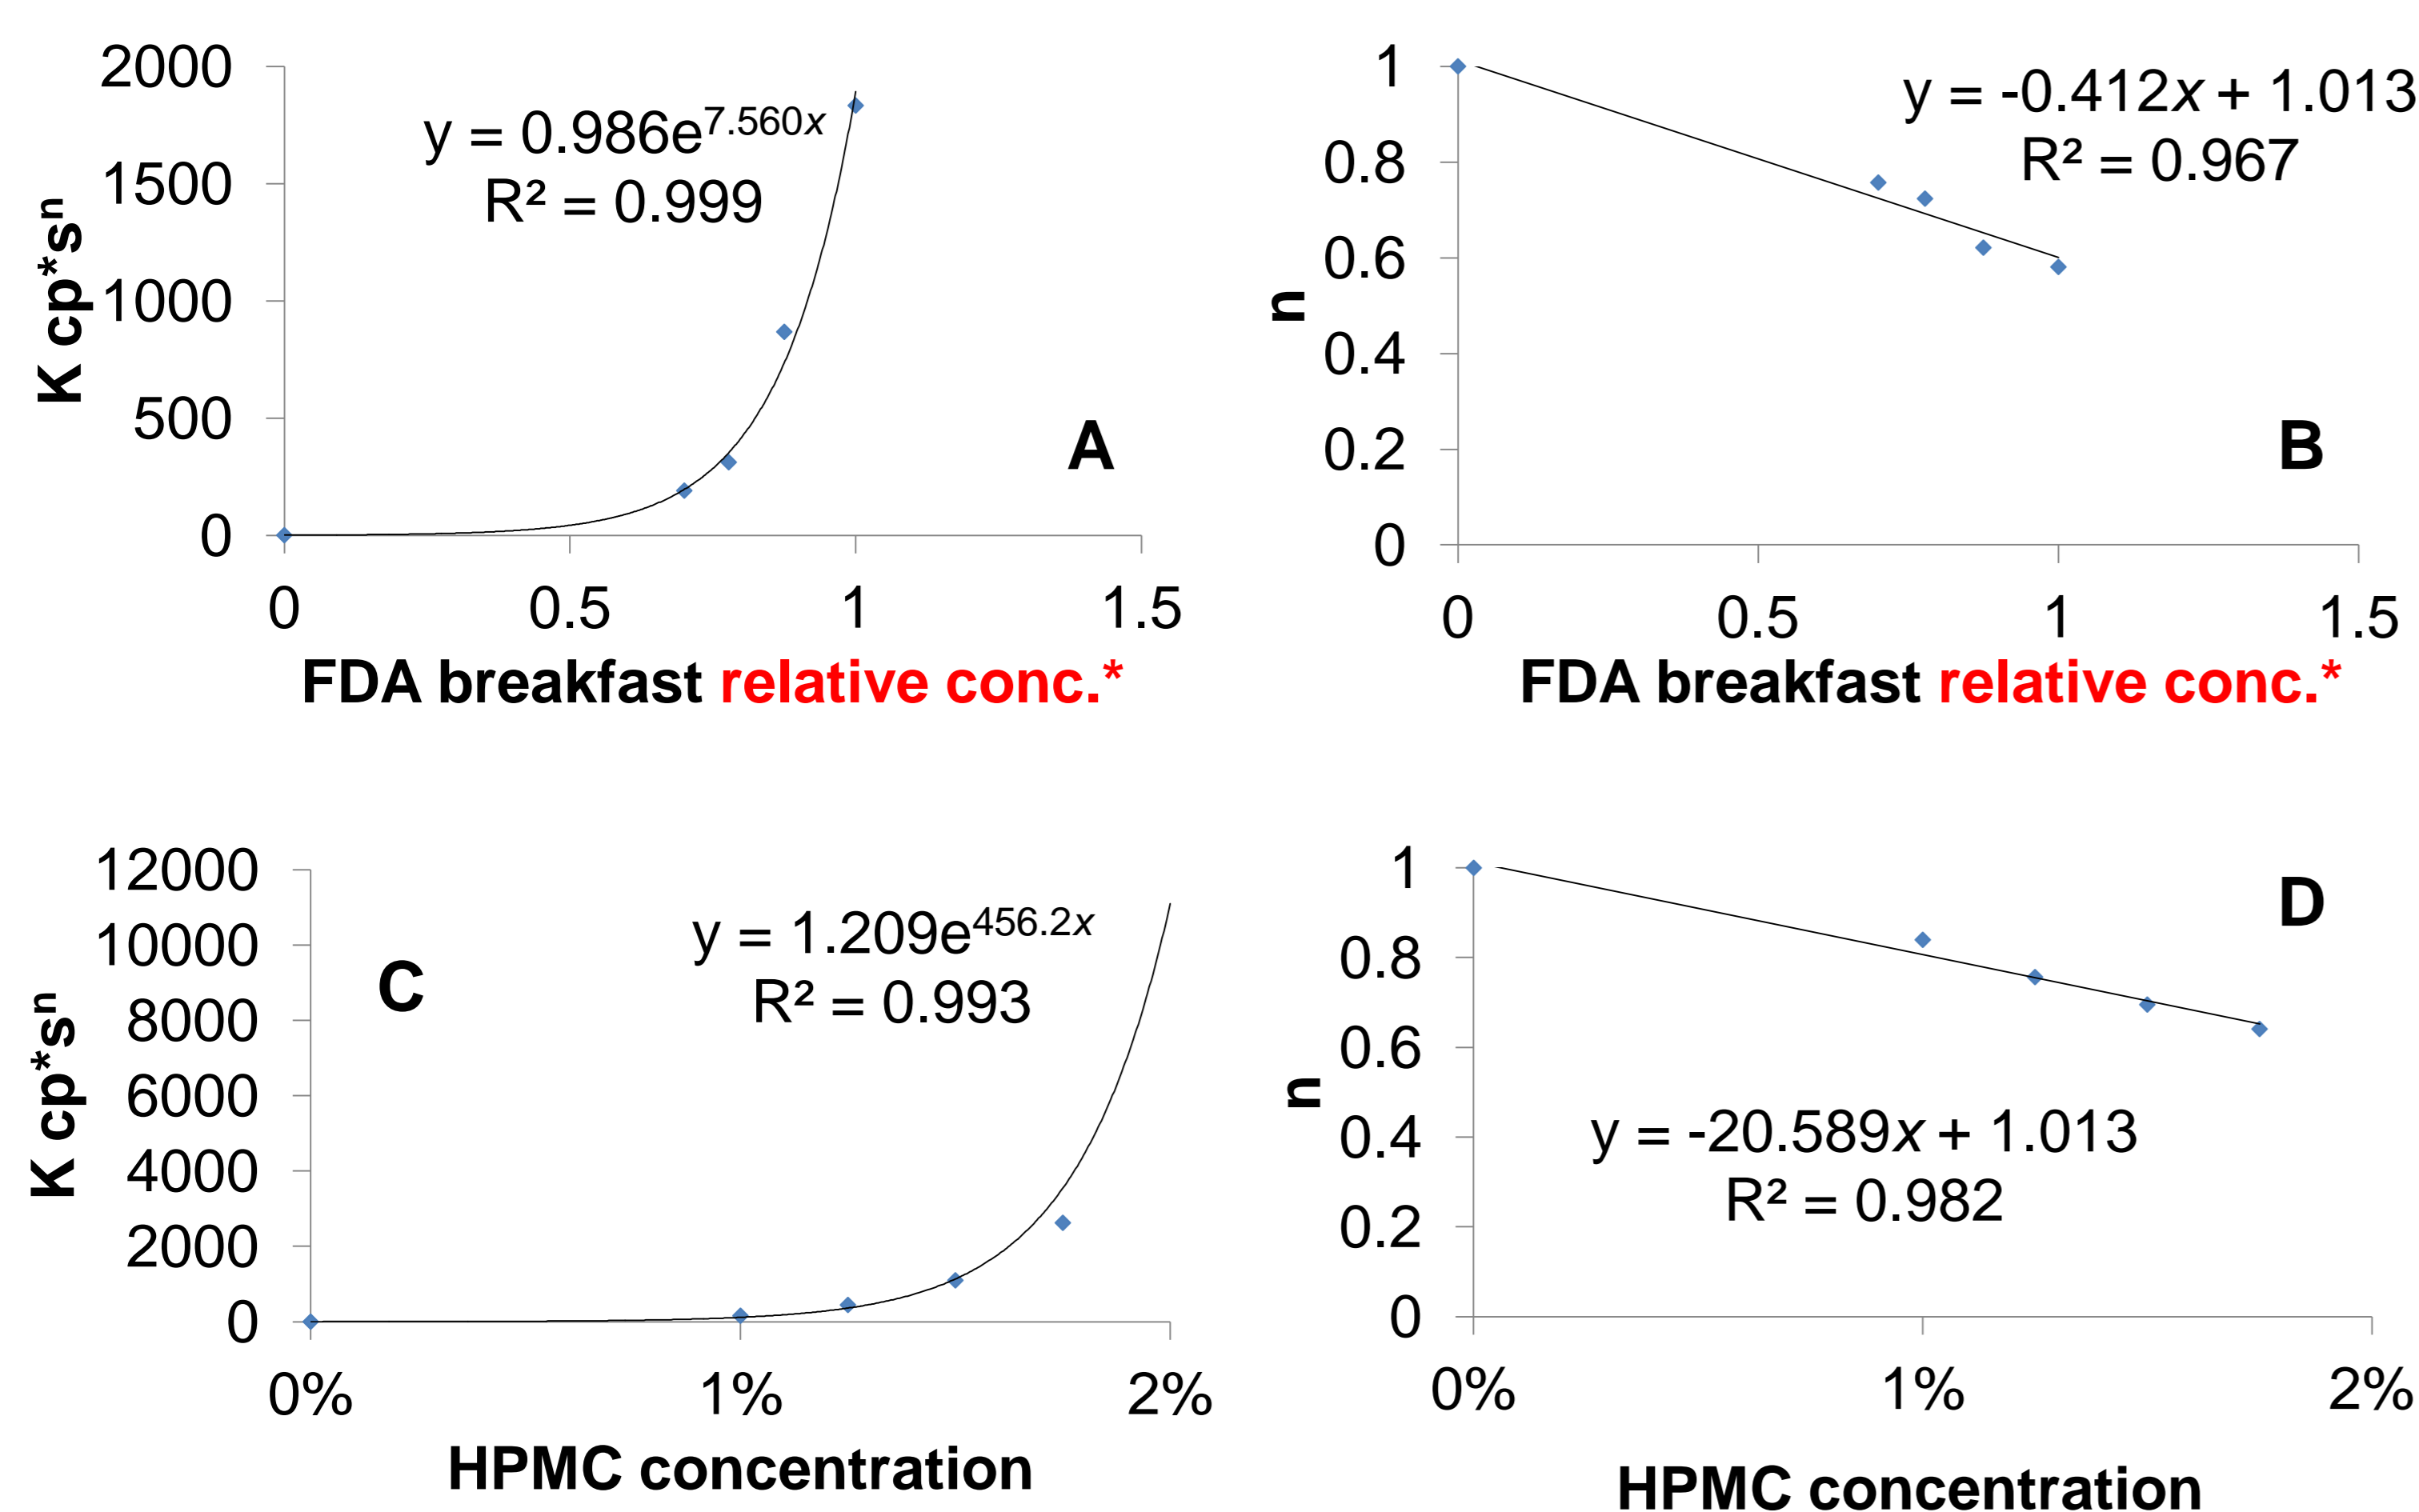 2000
1500
1000
500
0
K cp*sⁿ
y = 0.986e^7.560x
R² = 0.999
A
0
0.5
1
1.5
FDA breakfast relative conc.*
1
0.8
0.6
0.4
0.2
0
n
y = -0.412x + 1.013
R² = 0.967
B
0
0.5
1
1.5
FDA breakfast relative conc.*
12000
10000
8000
6000
4000
2000
0
K cp*sⁿ
C
y = 1.209e^456.2x
R² = 0.993
0%
1%
2%
HPMC concentration
1
0.8
0.6
0.4
0.2
0
n
D
y = -20.589x + 1.013
R² = 0.982
0%
1%
2%
HPMC concentration